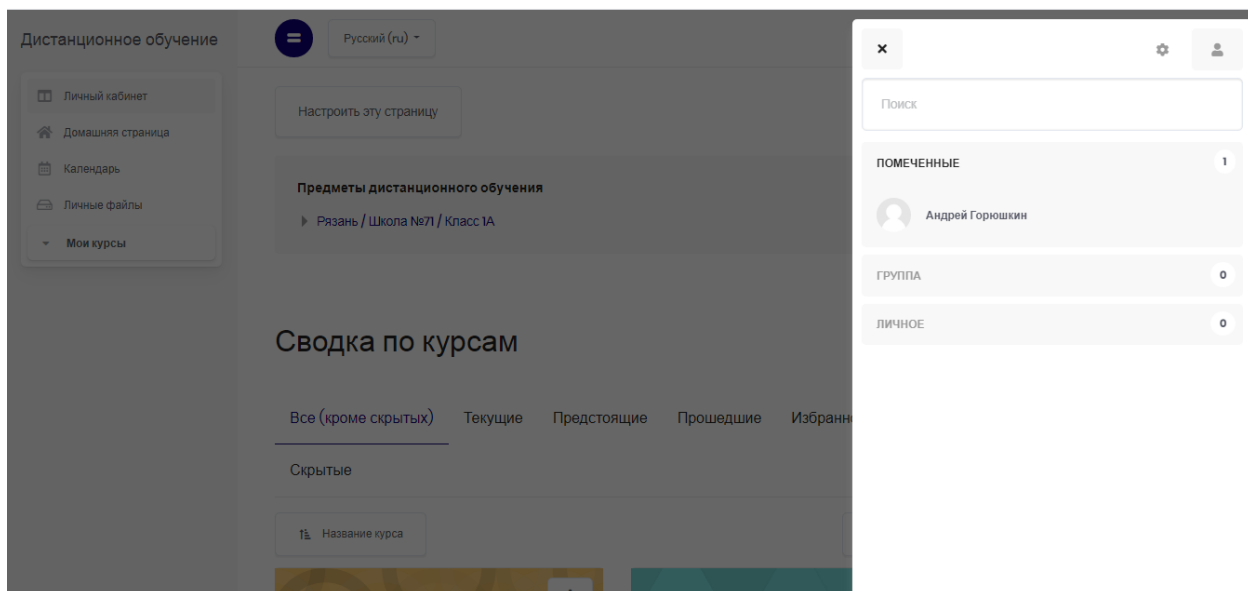 Дистанционное обучение
Личный кабинет
Домашняя страница
Календарь
Личные файлы
Мои курсы
Русский (ru)
Настроить эту страницу
Предметы дистанционного обучения
Рязань / Школа №71 / Класс 1А
Сводка по курсам
Все (кроме скрытых) Текущие Предстоящие Прошедшие Избранн
Скрытые
Название курса
Поиск
ПОМЕЧЕННЫЕ 1
Андрей Горюшкин
ГРУППА 0
ЛИЧНОЕ 0